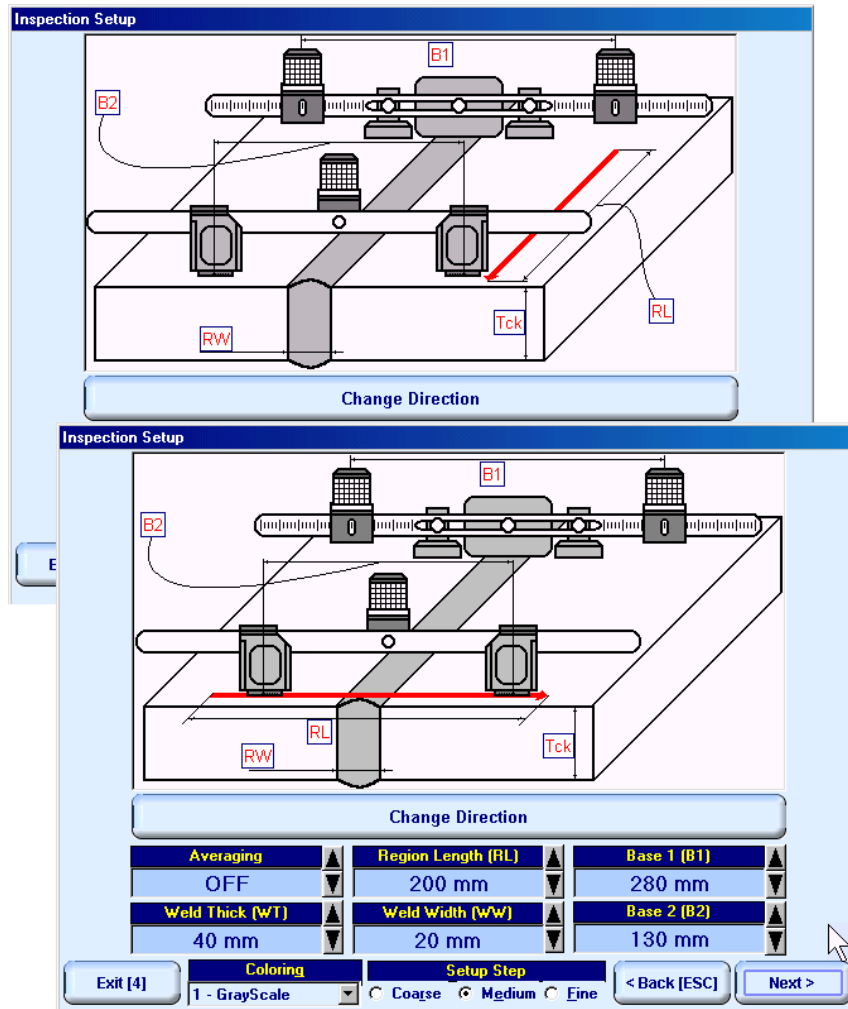 Inspection Setup
B1
B2
RL
Tck
RW
Change Direction
E
Inspection Setup
B1
B2
RL
Tck
RW
Change Direction
Averaging
Region Length (RL)
Base 1 (B1)
OFF
200 mm
280 mm
Weld Thick (WT)
Weld Width (WW)
Base 2 (B2)
40 mm
20 mm
130 mm
Exit [4]
Coloring
Setup Step
< Back [ESC]
Next >
1 - GrayScale
Coarse
Medium
Fine